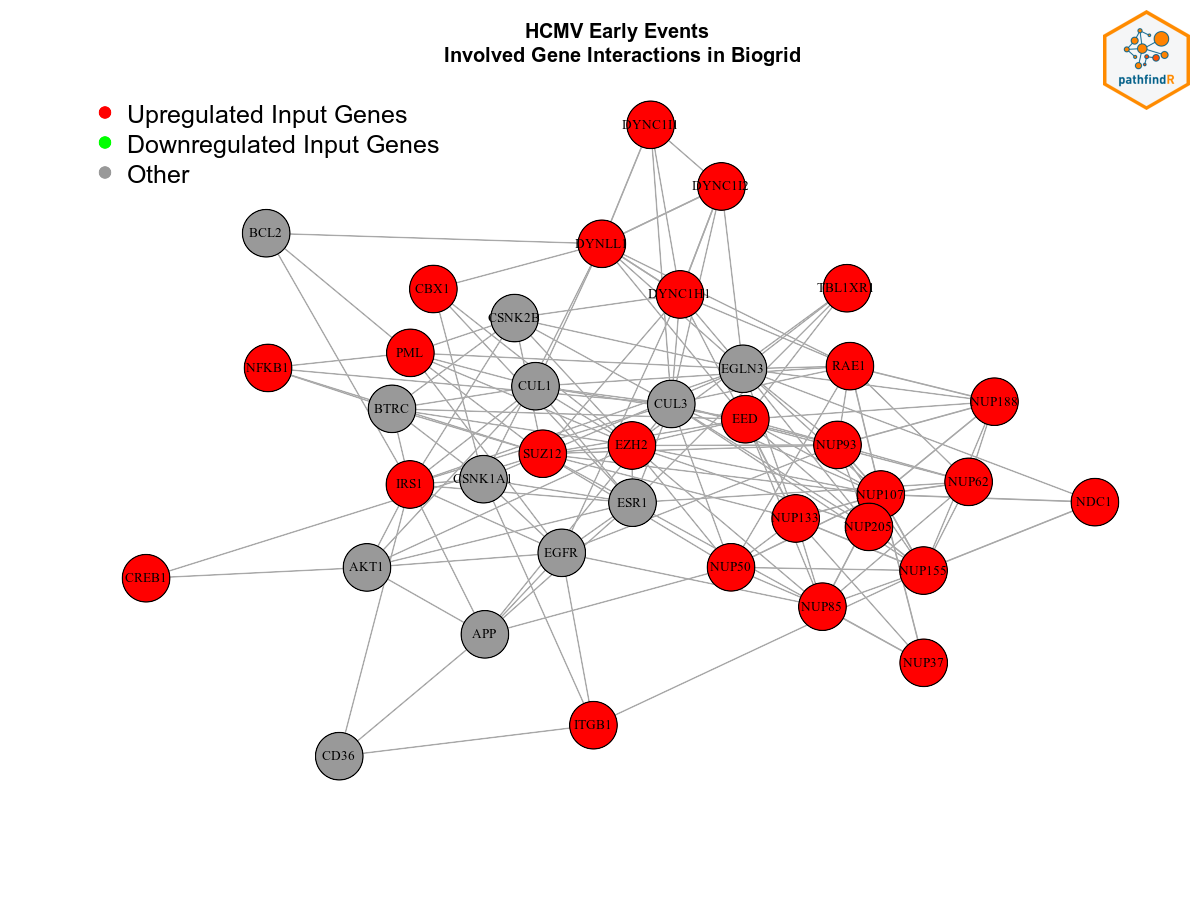 HCMV Early Events
Involved Gene Interactions in Biogrid
pathfindR
Upregulated Input Genes
Downregulated Input Genes
Other
DYNC1I1
DYNC1I2
BCL2
DYNLL1
CBX1
DYNC1H1
TBL1XR1
CSNK2B
PML
NFKB1
EGLN3
RAE1
CUL1
CUL3
BTRC
NUP188
EED
EZH2
NUP93
SUZ12
IRS1
CSNK1A1
NUP62
NUP107
ESR1
NDC1
NUP133
NUP205
EGFR
AKT1
NUP50
NUP155
CREB1
NUP85
APP
NUP37
ITGB1
CD36